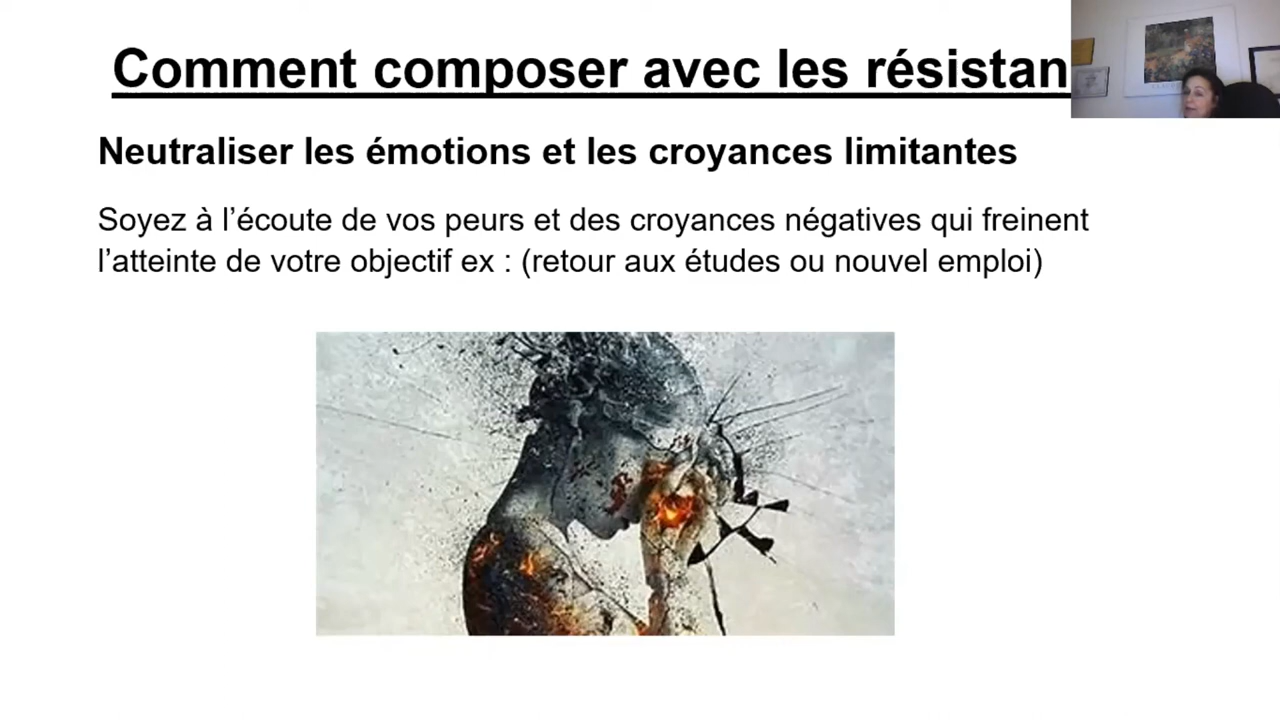 Comment composer avec les résistan
Neutraliser les émotions et les croyances limitantes
Soyez à l’écoute de vos peurs et des croyances négatives qui freinent
l’atteinte de votre objectif ex : (retour aux études ou nouvel emploi)